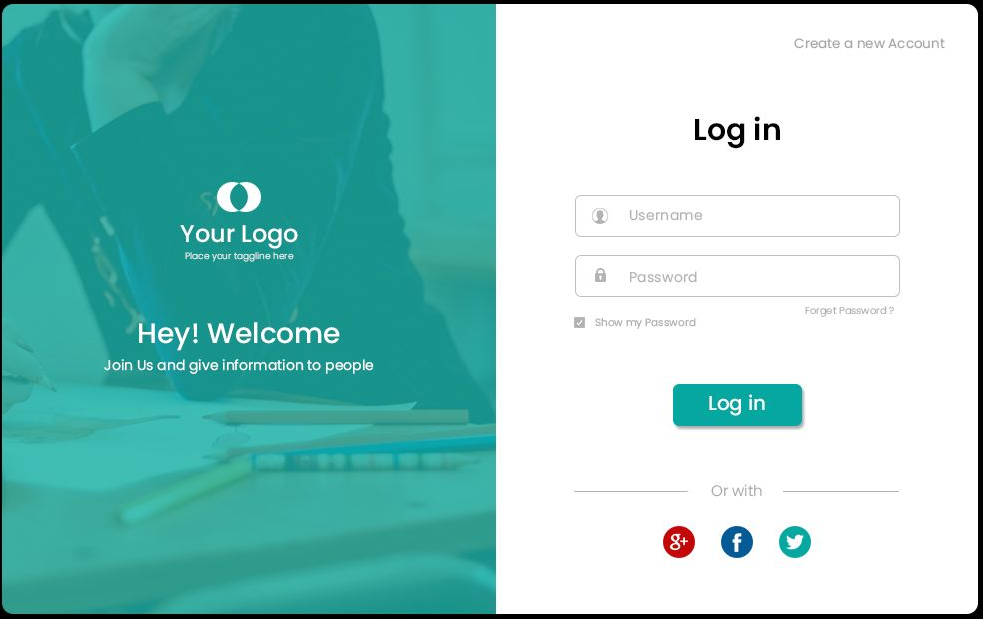 Your Logo
Place your taggline here
Hey! Welcome
Join Us and give information to people
Create a new Account
Log in
Username
Password
Forget Password ?
Show my Password
Log in
Or with
g+
f